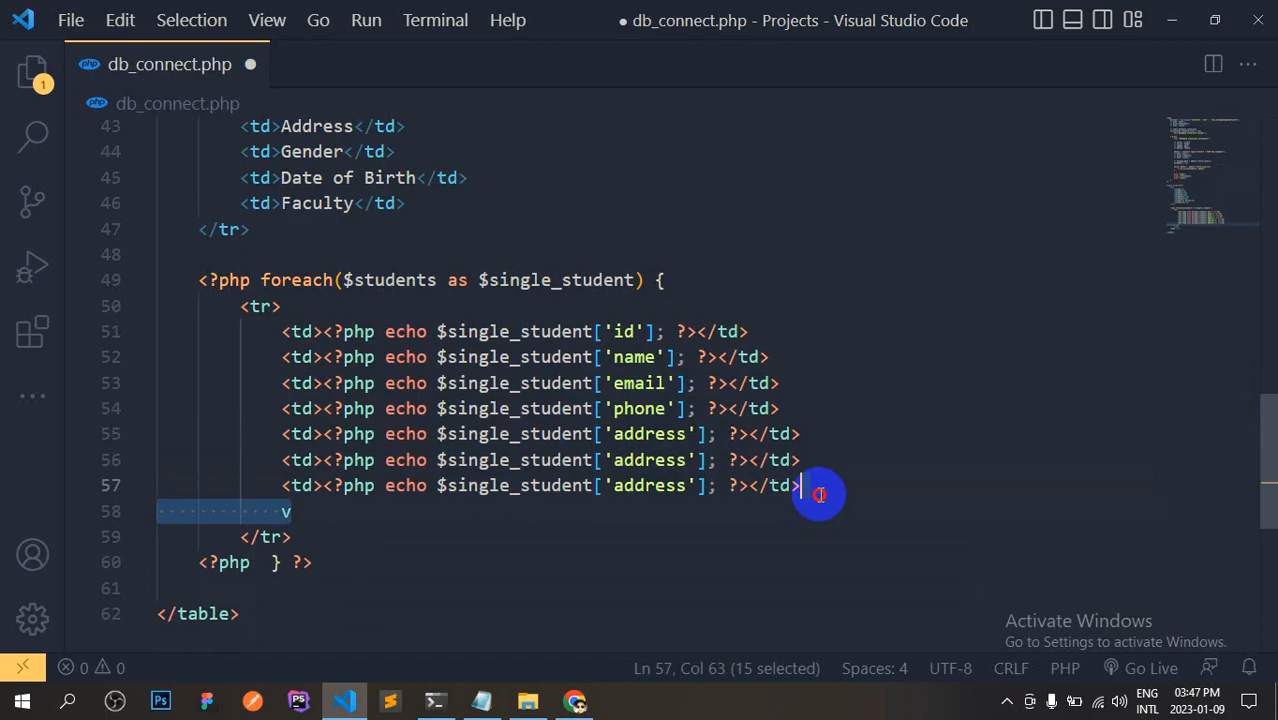 File Edit Selection View Go Run Terminal Help ● db_connect.php - Projects - Visual Studio Code
php db_connect.php
1
php db_connect.php
43 <td>Address</td>
44 <td>Gender</td>
45 <td>Date of Birth</td>
46 <td>Faculty</td>
47 </tr>
48
49 <?php foreach($students as $single_student) {
50 <tr>
51 <td><?php echo $single_student['id']; ?></td>
52 <td><?php echo $single_student['name']; ?></td>
53 <td><?php echo $single_student['email']; ?></td>
54 <td><?php echo $single_student['phone']; ?></td>
55 <td><?php echo $single_student['address']; ?></td>
56 <td><?php echo $single_student['address']; ?></td>
57 <td><?php echo $single_student['address']; ?></td>
58 ············v
59 </tr>
60 <?php } ?>
61
62 </table>
Activate Windows
Go to Settings to activate Windows.
0 0 Ln 57, Col 63 (15 selected) Spaces: 4 UTF-8 CRLF PHP Go Live
Ps PS ENG 03:47 PM
INTL 2023-01-09